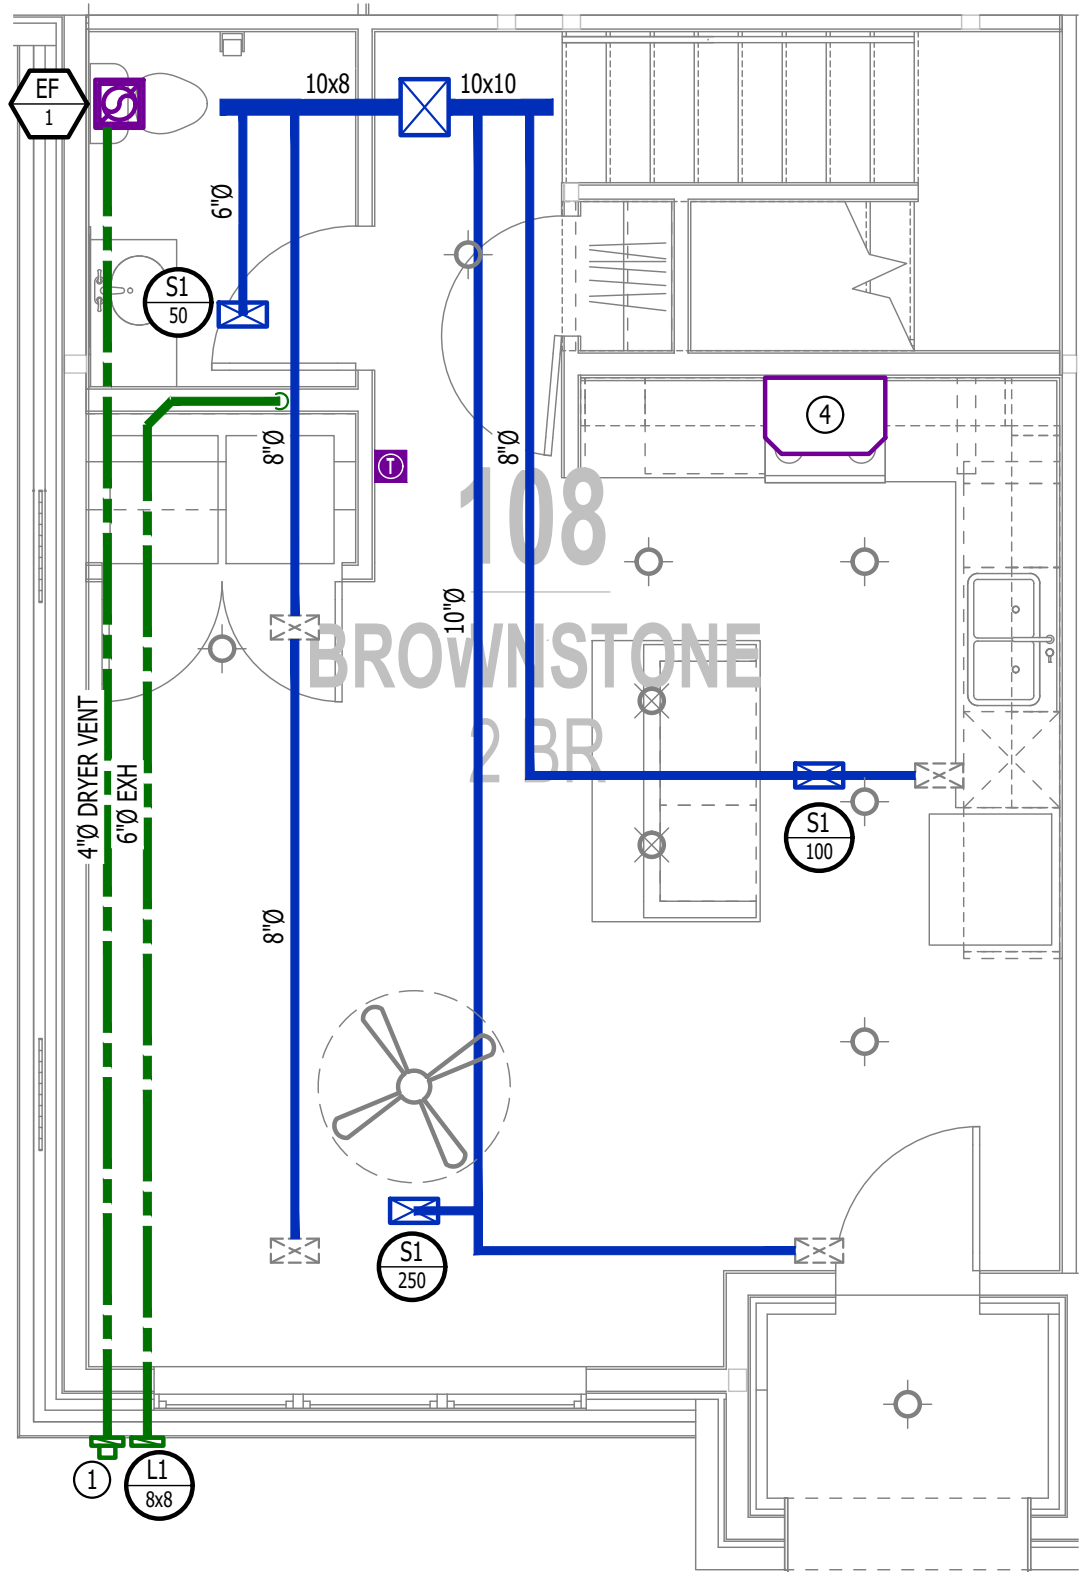 EF
1
10x8
10x10
6"Ø
S1
50
8"Ø
8"Ø
4
T
108
BROWNSTONE
2 BR
10"Ø
4"Ø DRYER VENT
6"Ø EXH
S1
100
8"Ø
S1
250
1
L1
8x8